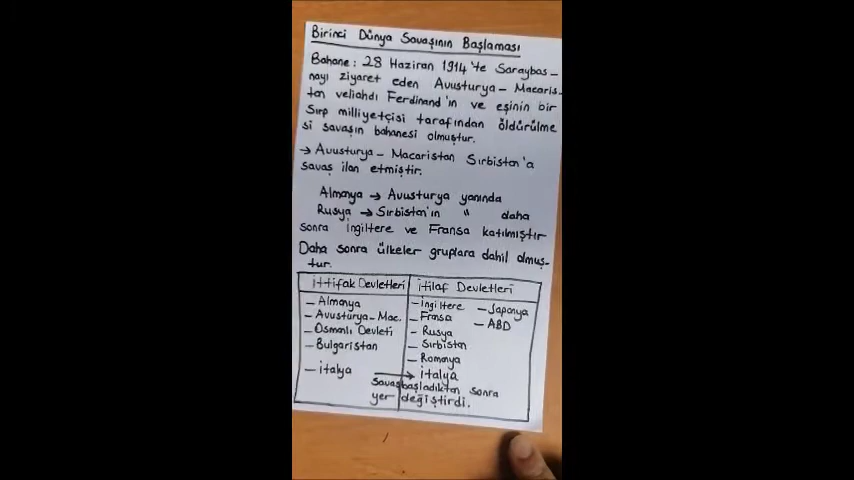 Birinci Dünya Savaşının Başlaması
Bahane: 28 Haziran 1914'te Saraybos-
nayı ziyaret eden Avusturya-Macaris-
tan veliahdı Ferdinand'ın ve eşinin bir
Sırp milliyetçisi tarafından öldürülme
si savaşın bahanesi olmuştur.
→ Avusturya-Macaristan Sırbistan'a
savaş ilan etmiştir.
Almanya → Avusturya yanında
Rusya → Sırbistan'ın " daha
sonra İngiltere ve Fransa katılmıştır
Daha sonra ülkeler gruplara dahil olmuş-
tur.
İttifak Devletleri
- Almanya
- Avusturya-Mac.
- Osmanlı Devleti
- Bulgaristan
- İtalya
İtilaf Devletleri
- İngiltere
- Fransa
- Rusya
- Sırbistan
- Romanya
→ İtalya
- Japonya
- ABD
Savaş başladıktan sonra
yer değiştirdi.